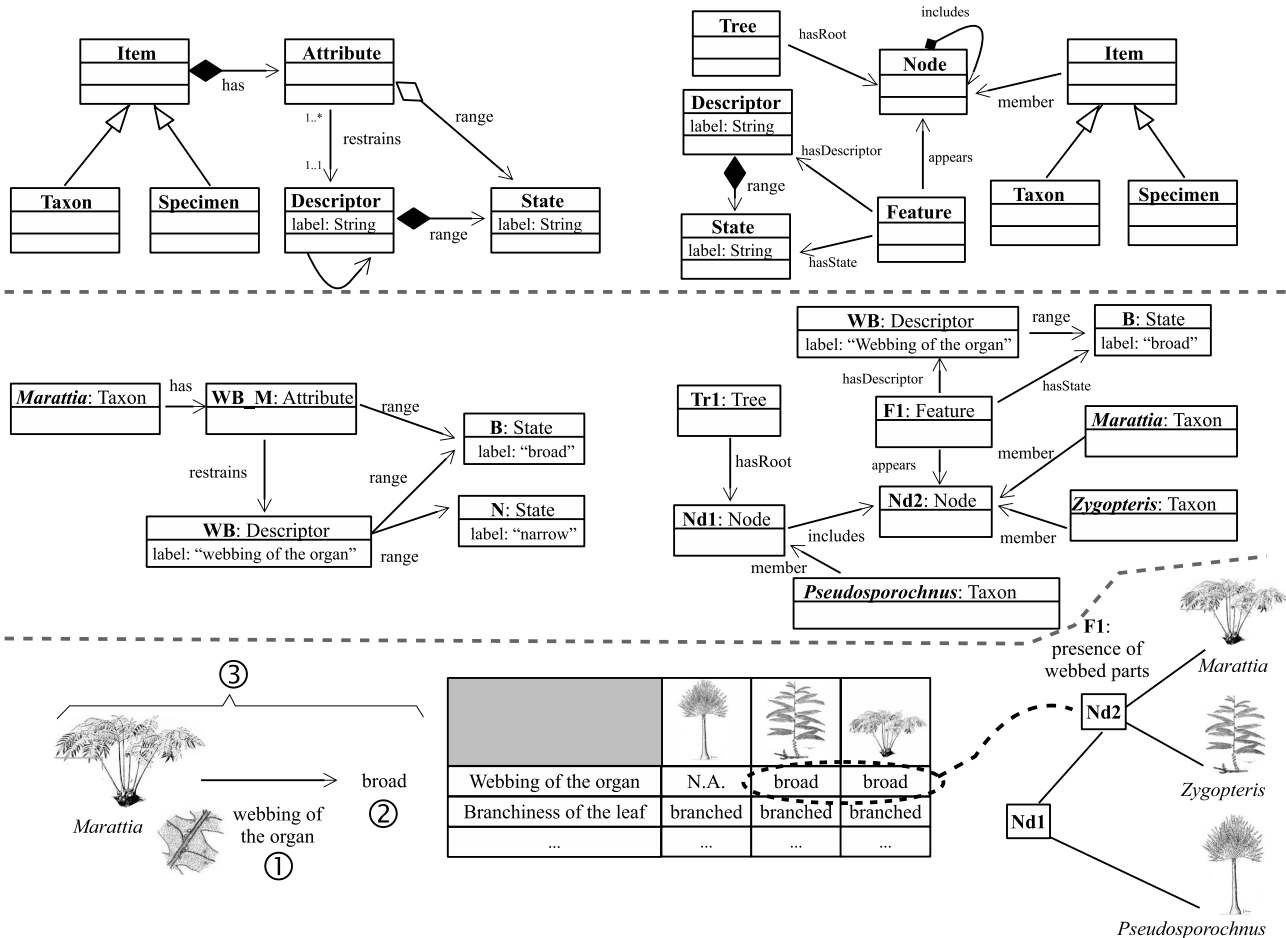 Item
has
Attribute
range
1..*
restrains
1..1
Taxon
Specimen
Descriptor
label: String
range
State
label: String
Tree
hasRoot
includes
Node
member
Item
Descriptor
label: String
hasDescriptor
appears
range
State
label: String
hasState
Feature
Taxon
Specimen
Marattia: Taxon
has
WB_M: Attribute
range
B: State
label: “broad”
restrains
range
N: State
label: “narrow”
WB: Descriptor
label: “webbing of the organ”
range
WB: Descriptor
label: “Webbing of the organ”
range
B: State
label: “broad”
hasDescriptor
hasState
Tr1: Tree
F1: Feature
Marattia: Taxon
hasRoot
appears
member
Nd1: Node
includes
Nd2: Node
Zygopteris: Taxon
member
member
Pseudosporochnus: Taxon
③
Marattia
webbing of
the organ
①
broad
②
Webbing of the organ N.A. broad broad
Branchiness of the leaf branched branched branched
... ... ... ...
F1:
presence of
webbed parts
Marattia
Nd2
Zygopteris
Nd1
Pseudosporochnus